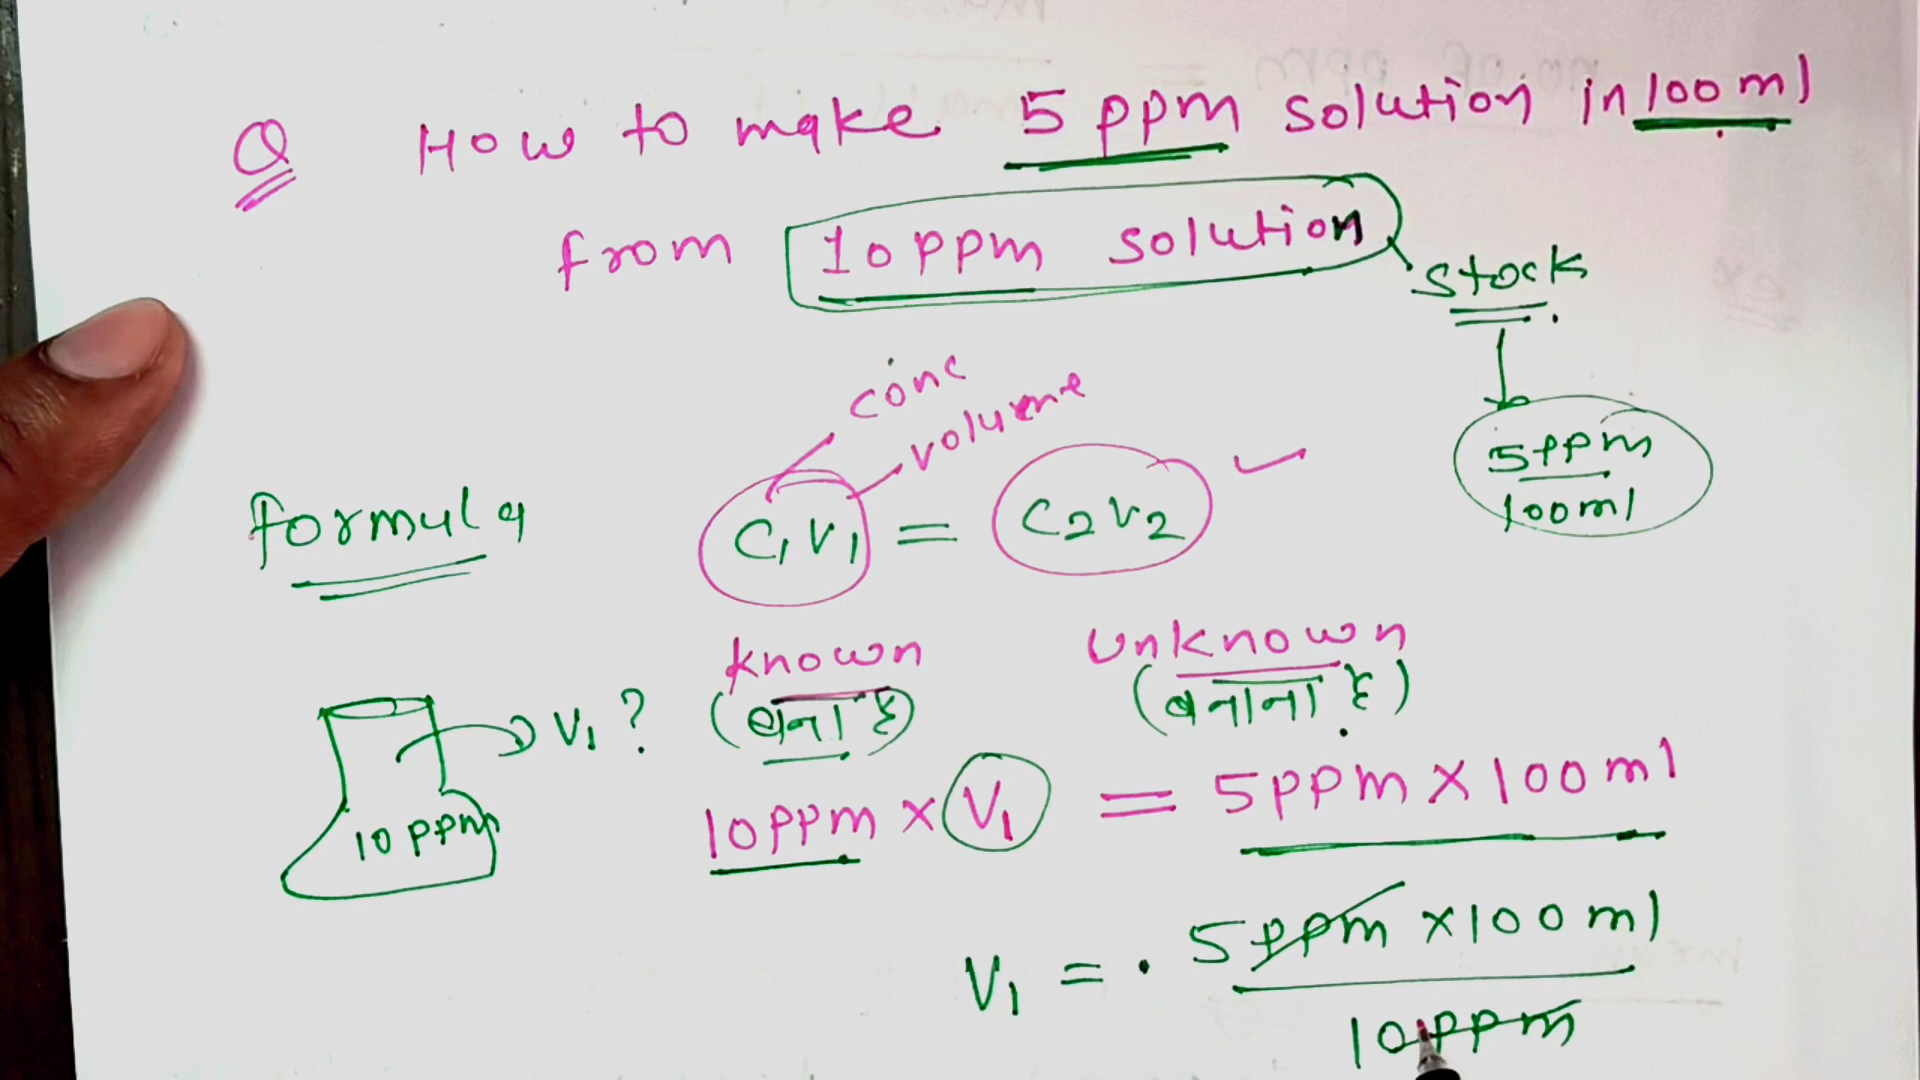 Q How to make 5 ppm solution in 100 ml
from 10 ppm solution
stock
5 ppm
100 ml
conc
volume
formula C1V1 = C2V2
known unknown
(बना है) (बनाना है)
V1 ?
10 ppm
10 ppm × V1 = 5 ppm × 100 ml
V1 = 5 ppm × 100 ml
10 ppm